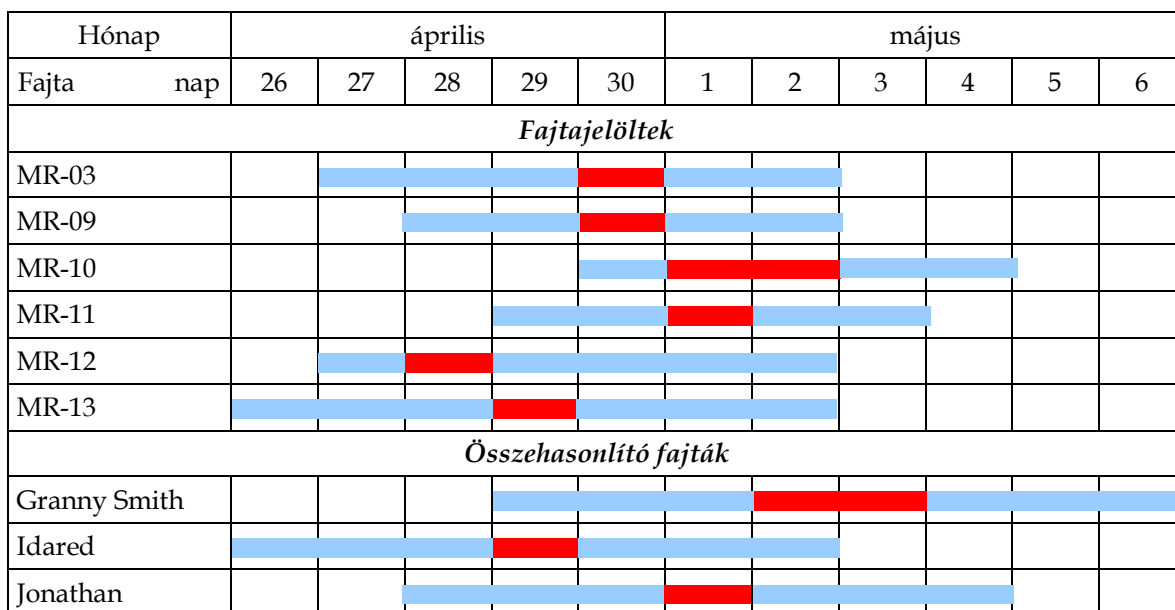 Hónap április május
Fajta nap 26 27 28 29 30 1 2 3 4 5 6
Fajtajelöltek
MR-03
MR-09
MR-10
MR-11
MR-12
MR-13
Összehasonlító fajták
Granny Smith
Idared
Jonathan